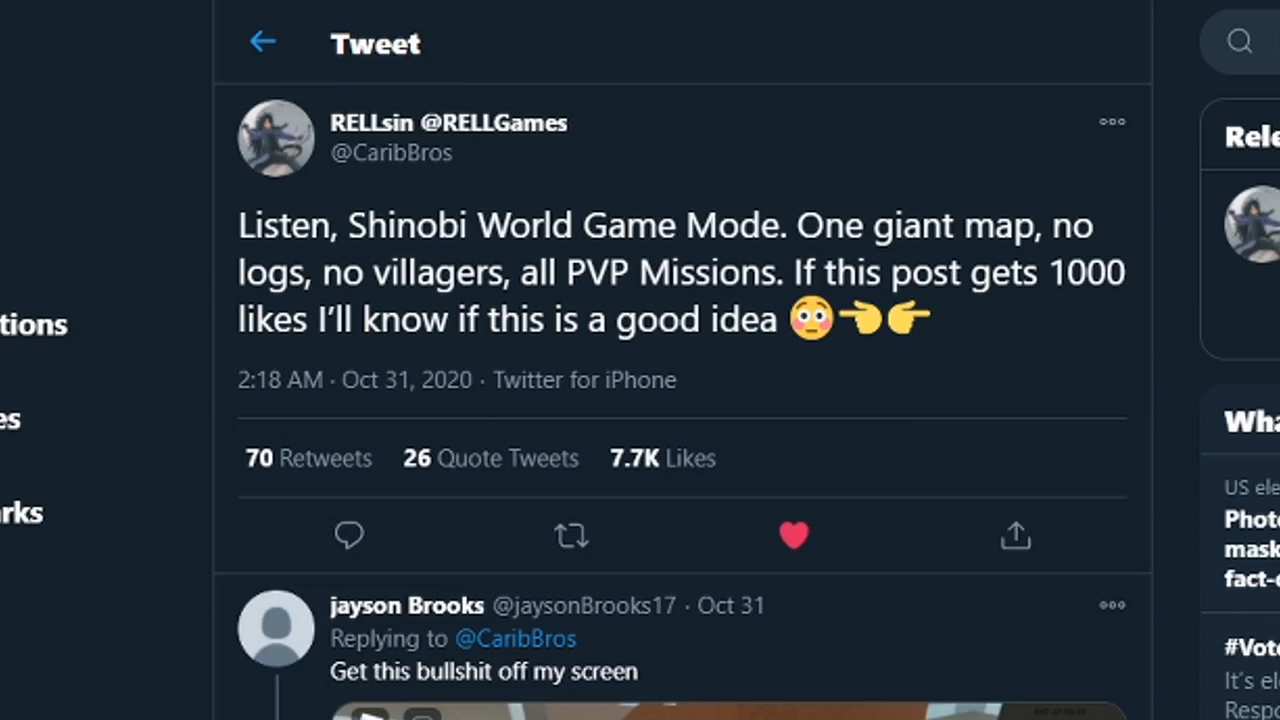 Tweet
RELLsin @RELLGames
@CaribBros
Listen, Shinobi World Game Mode. One giant map, no
logs, no villagers, all PVP Missions. If this post gets 1000
likes I’ll know if this is a good idea 😳👈👉
2:18 AM · Oct 31, 2020 · Twitter for iPhone
70 Retweets 26 Quote Tweets 7.7K Likes
jayson Brooks @jaysonBrooks17 · Oct 31
Replying to @CaribBros
Get this bullshit off my screen
tions
es
rks
Rele
Wha
US ele
Phot
mask
fact-
#Vot
It's el
Resp